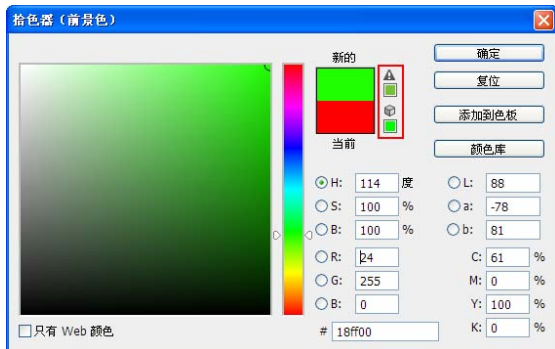 拾色器（前景色）
新的
当前
确定
复位
添加到色板
颜色库
H: 114 度
S: 100 %
B: 100 %
R: 24
G: 255
B: 0
# 18ff00
L: 88
a: -78
b: 81
C: 61 %
M: 0 %
Y: 100 %
K: 0 %
只有 Web 颜色